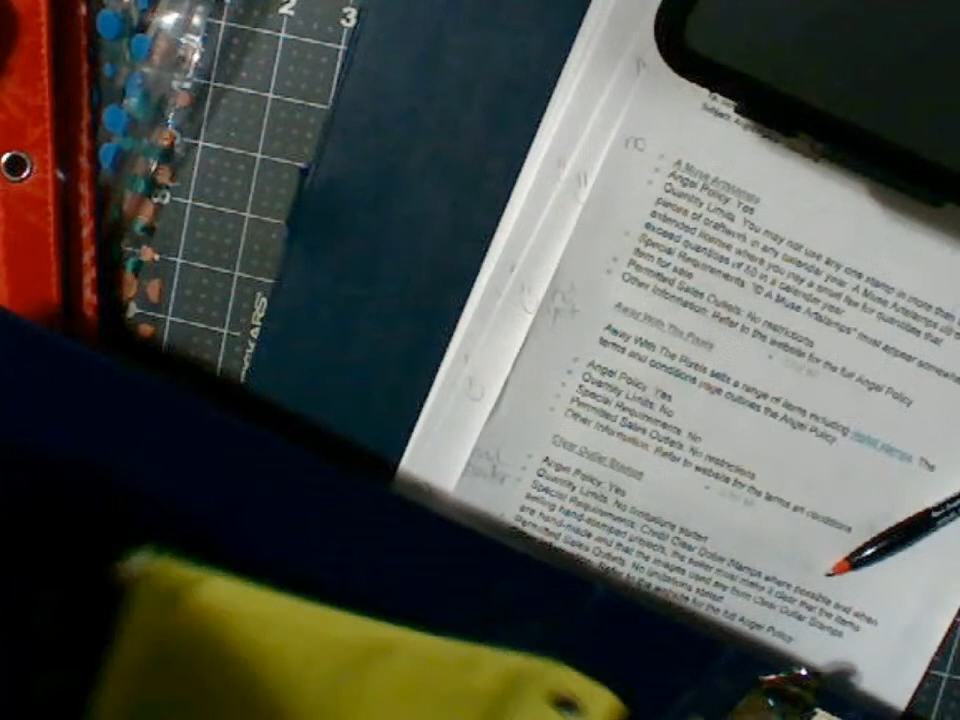 2
3
Subject:
A Muse Artstamps
Angel Policy: Yes
Quantity Limits: You may not use any one stamp in more than
pieces of craftwork in any calendar year. A Muse Artstamps
extended license where you pay a small fee for quantities that
exceed quantities of 50 in a calendar year.
Special Requirements: "© A Muse Artstamps" must appear somewhere
item for sale
Permitted Sales Outlets: No restrictions
Other Information: Refer to the website for the full Angel Policy
Away With The Pixels
Away With The Pixels sells a range of items including The
terms and conditions page outlines the Angel Policy.
Angel Policy: Yes
Quantity Limits: No
Special Requirements: No
Permitted Sales Outlets: No restrictions
Other Information: Refer to website for the terms an conditions
Clear Dollar Stamps
Angel Policy: Yes
Quantity Limits: No limitations stated
Special Requirements: Credit Clear Dollar Stamps where possible and when
selling hand-stamped projects, the seller must make it clear that the items
are hand-made and that the images used are from Clear Dollar Stamps
Permitted Sales Outlets: No limitations stated
Refer to the website for the full Angel Policy